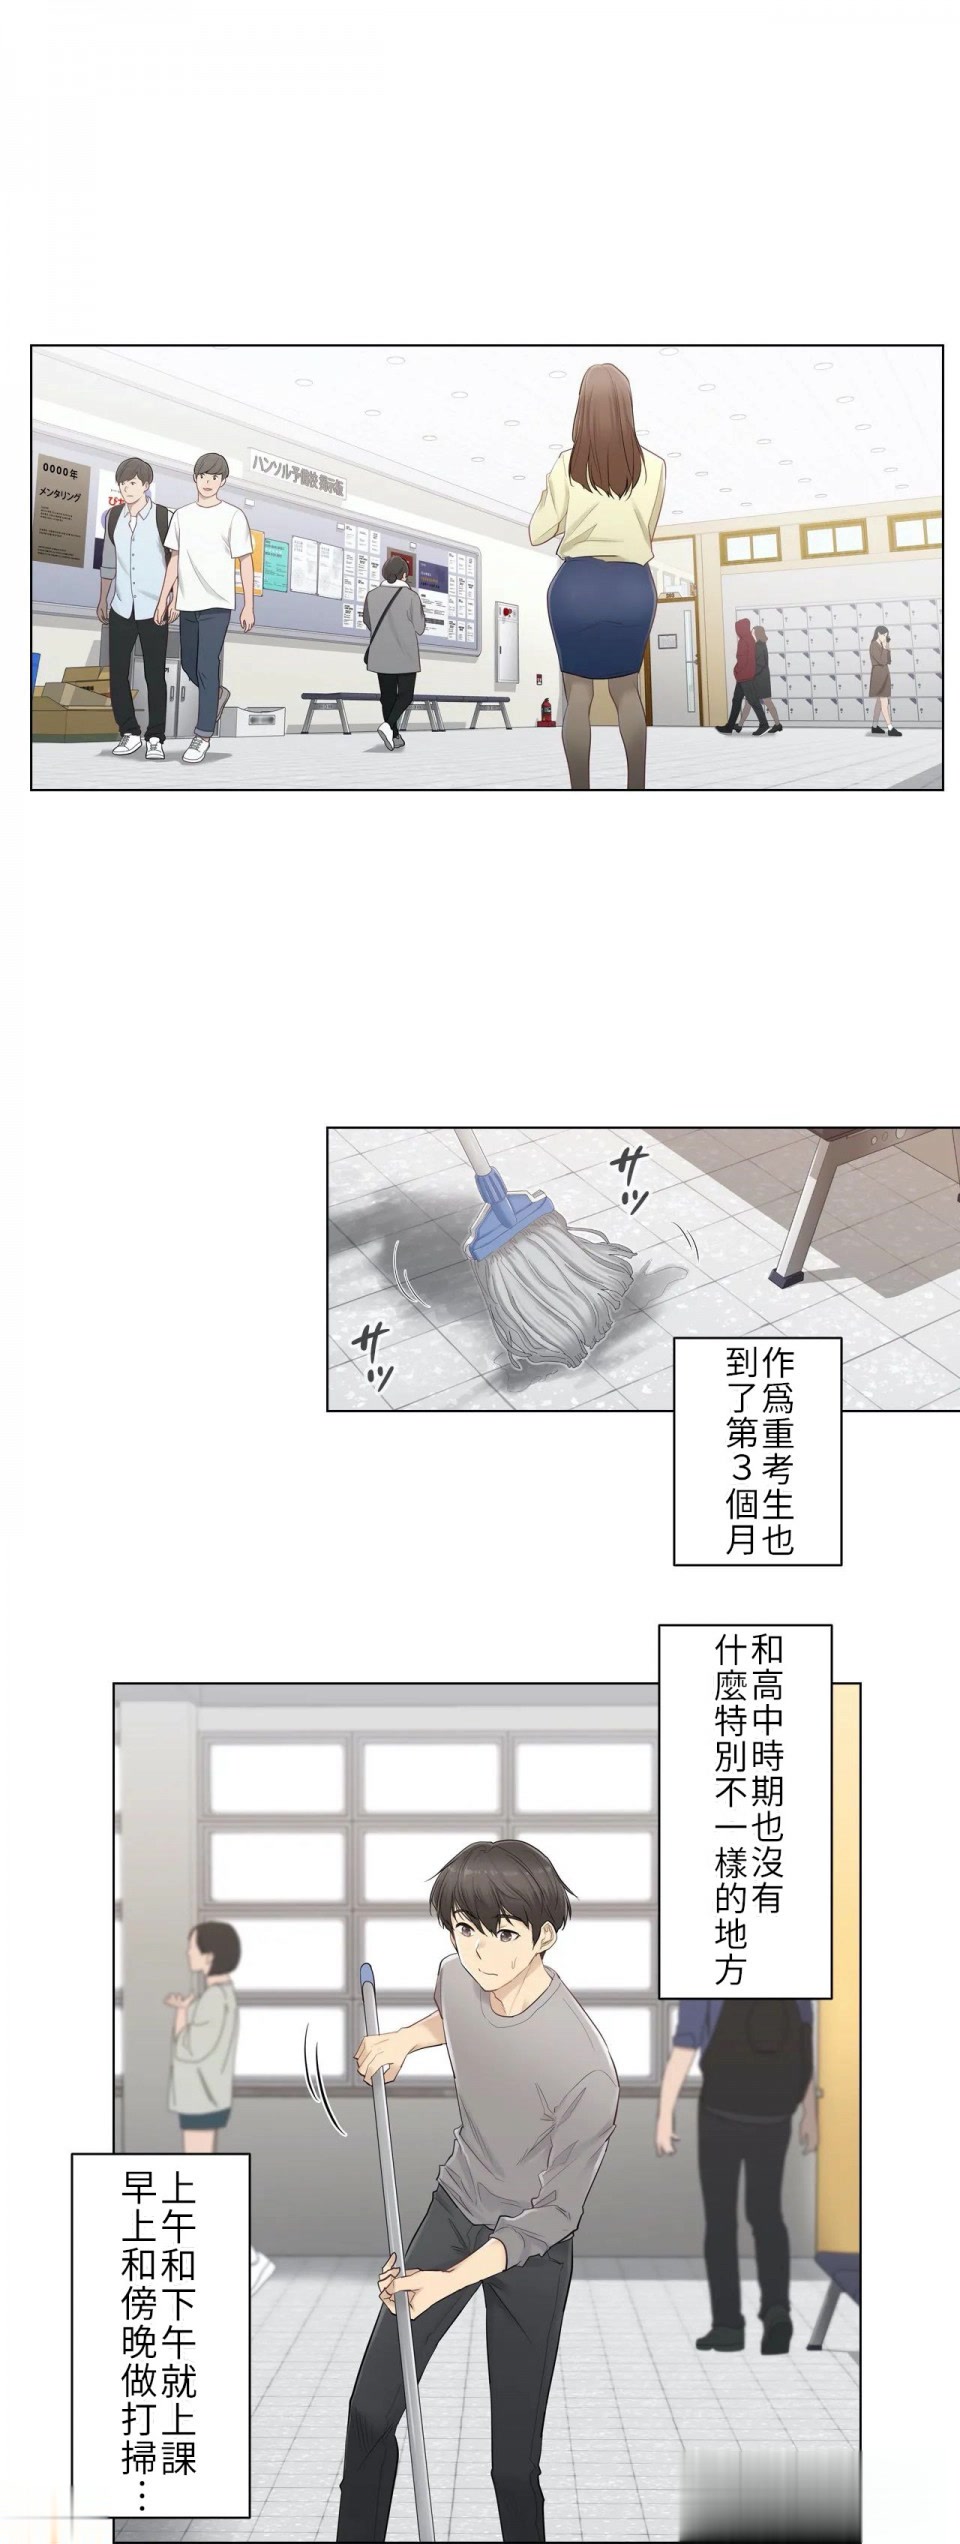 0000年
メンタリング
ハンソル予備校 掲示板
サッ
サッ
作爲重考生也
到了第3個月
和高中時期也沒有
什麼特別不一樣的地方
上午和下午就上課
早上和傍晚做打掃…